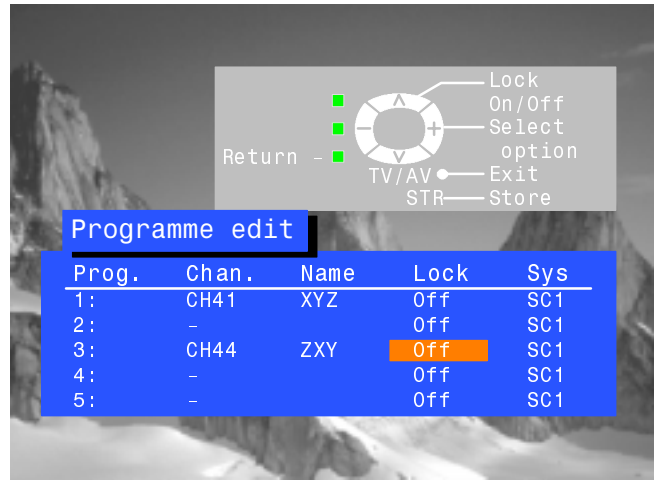 Lock
On/Off
Select
option
Return –
TV/AV Exit
STR Store
Programme edit
Prog. Chan. Name Lock Sys
1: CH41 XYZ Off SC1
2: – Off SC1
3: CH44 ZXY Off SC1
4: – Off SC1
5: – Off SC1